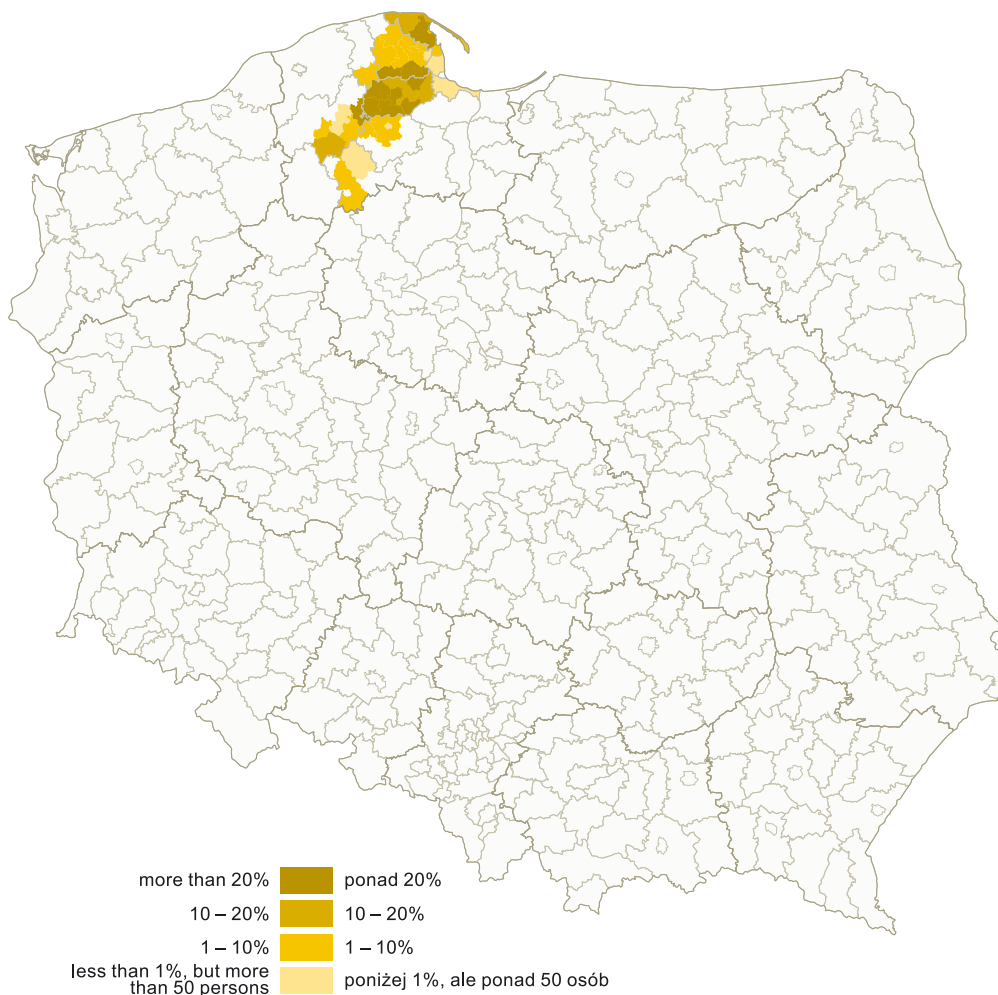 more than 20% ponad 20%
10 – 20% 10 – 20%
1 – 10% 1 – 10%
less than 1%, but more
than 50 persons
poniżej 1%, ale ponad 50 osób